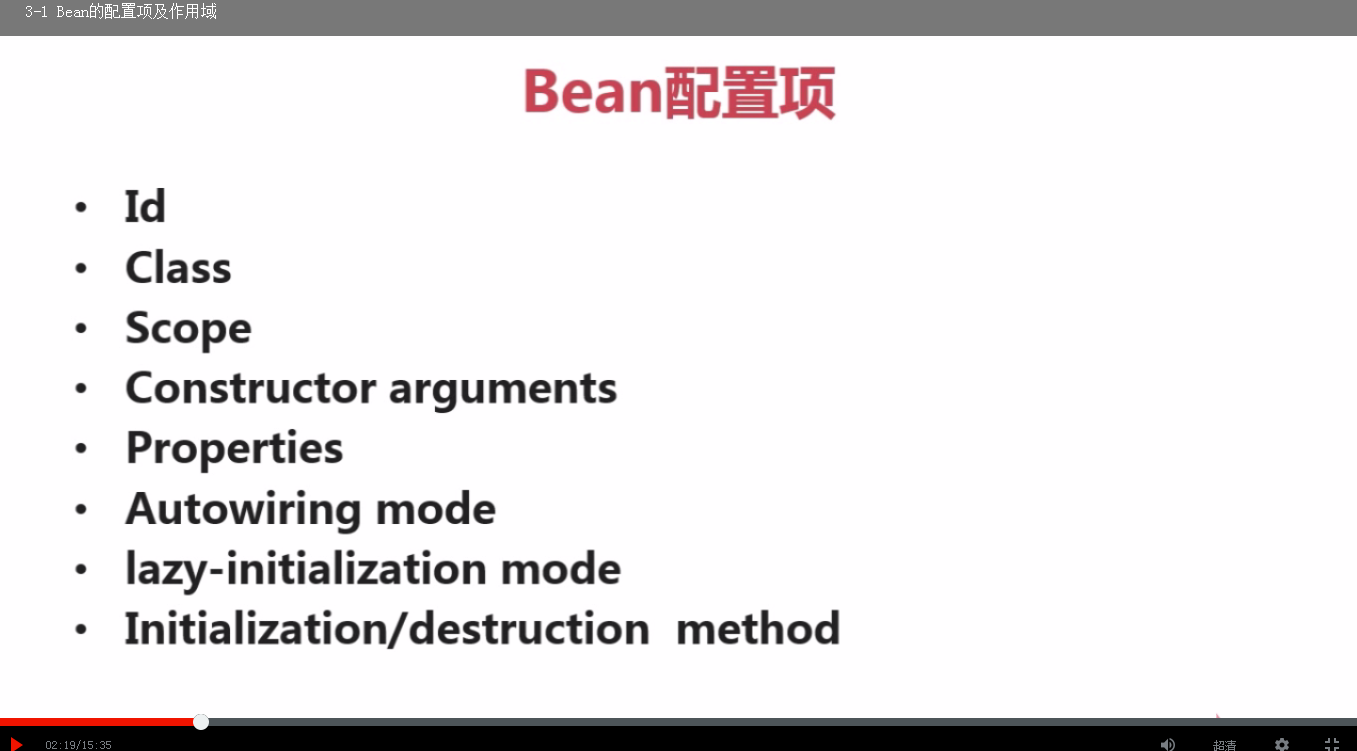 3-1 Bean的配置项及作用域
Bean配置项
• Id
• Class
• Scope
• Constructor arguments
• Properties
• Autowiring mode
• lazy-initialization mode
• Initialization/destruction method
02:19/15:35
超清